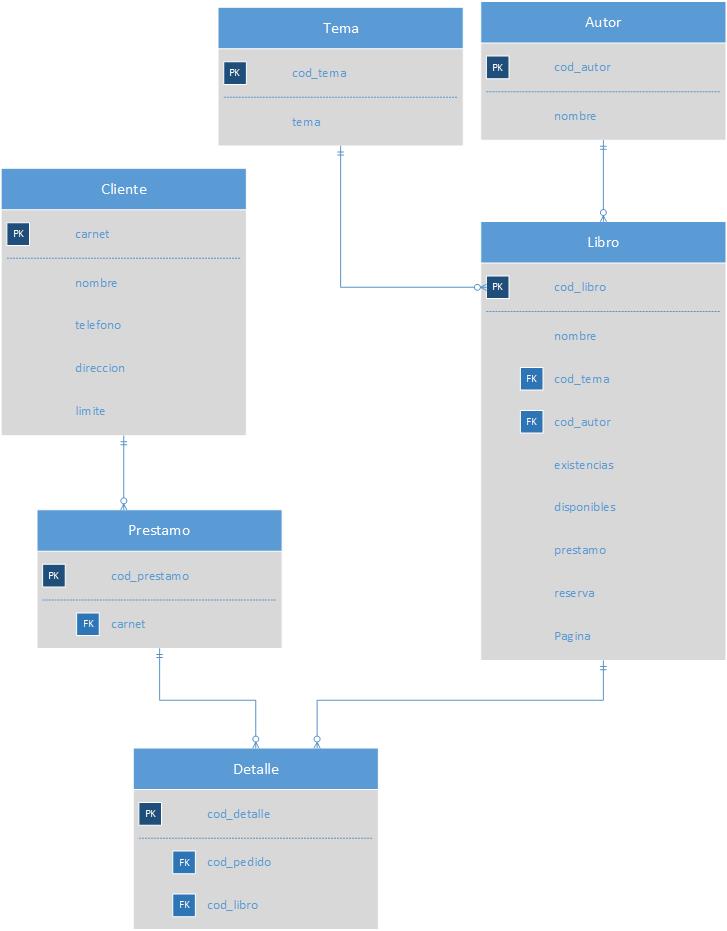 Tema
PK cod_tema
tema
Autor
PK cod_autor
nombre
Cliente
PK carnet
nombre
telefono
direccion
limite
Libro
PK cod_libro
nombre
FK cod_tema
FK cod_autor
existencias
disponibles
prestamo
reserva
Pagina
Prestamo
PK cod_prestamo
FK carnet
Detalle
PK cod_detalle
FK cod_pedido
FK cod_libro